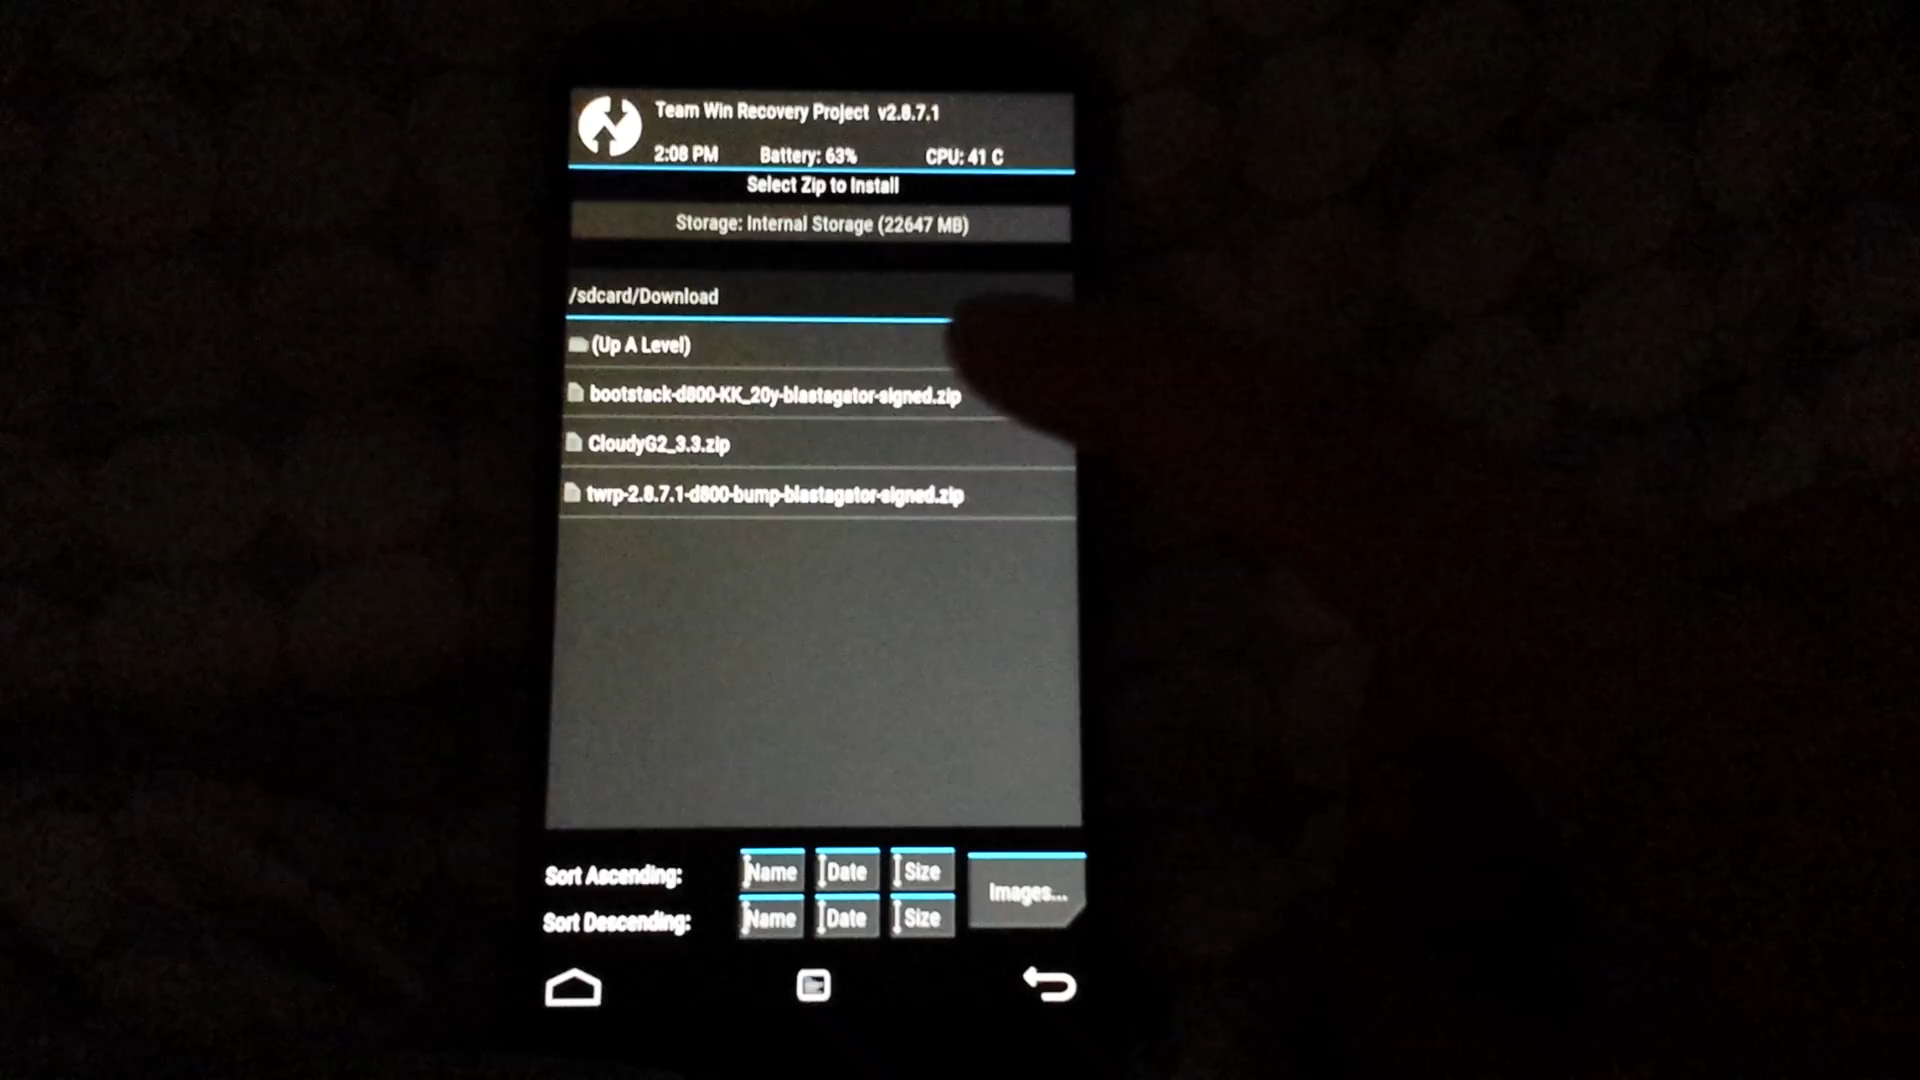 Team Win Recovery Project v2.8.7.1
2:08 PM Battery: 63% CPU: 41 C
Select Zip to Install
Storage: Internal Storage (22647 MB)
/sdcard/Download
(Up A Level)
bootstack-d800-KK_20y-blastagator-signed.zip
CloudyG2_3.3.zip
twrp-2.8.7.1-d800-bump-blastagator-signed.zip
Sort Ascending: Name Date Size
Images...
Sort Descending: Name Date Size